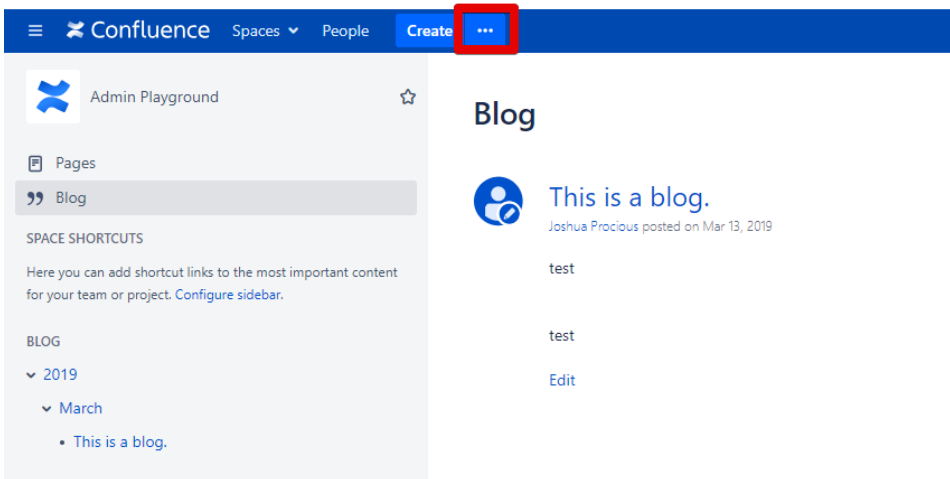 Confluence Spaces People Create ...
Admin Playground
Pages
Blog
SPACE SHORTCUTS
Here you can add shortcut links to the most important content
for your team or project. Configure sidebar.
BLOG
2019
March
• This is a blog.
Blog
This is a blog.
Joshua Procious posted on Mar 13, 2019
test
test
Edit